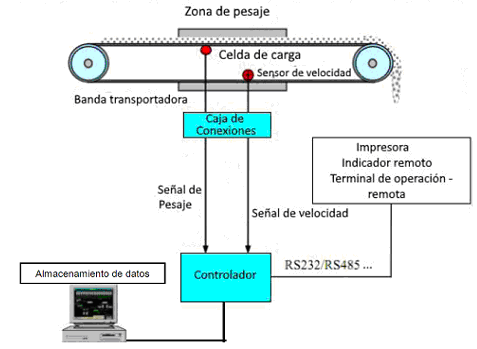 Zona de pesaje
Celda de carga
Sensor de velocidad
Banda transportadora
Caja de
Conexiones
Impresora
Indicador remoto
Terminal de operación -
remota
Señal de
Pesaje
Señal de velocidad
RS232/RS485 ...
Almacenamiento de datos
Controlador